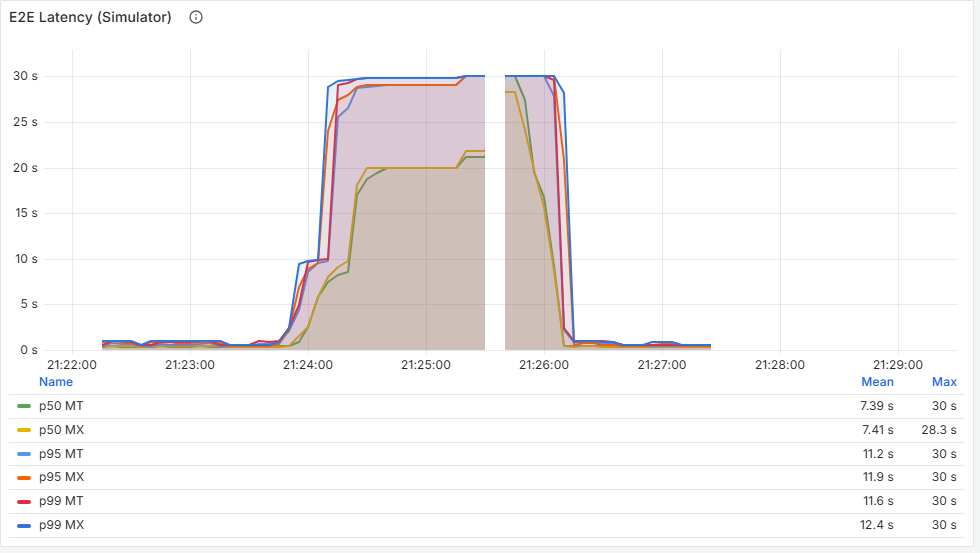 E2E Latency (Simulator)
30 s
25 s
20 s
15 s
10 s
5 s
0 s
21:22:00 21:23:00 21:24:00 21:25:00 21:26:00 21:27:00 21:28:00 21:29:00
Name Mean Max
p50 MT 7.39 s 30 s
p50 MX 7.41 s 28.3 s
p95 MT 11.2 s 30 s
p95 MX 11.9 s 30 s
p99 MT 11.6 s 30 s
p99 MX 12.4 s 30 s